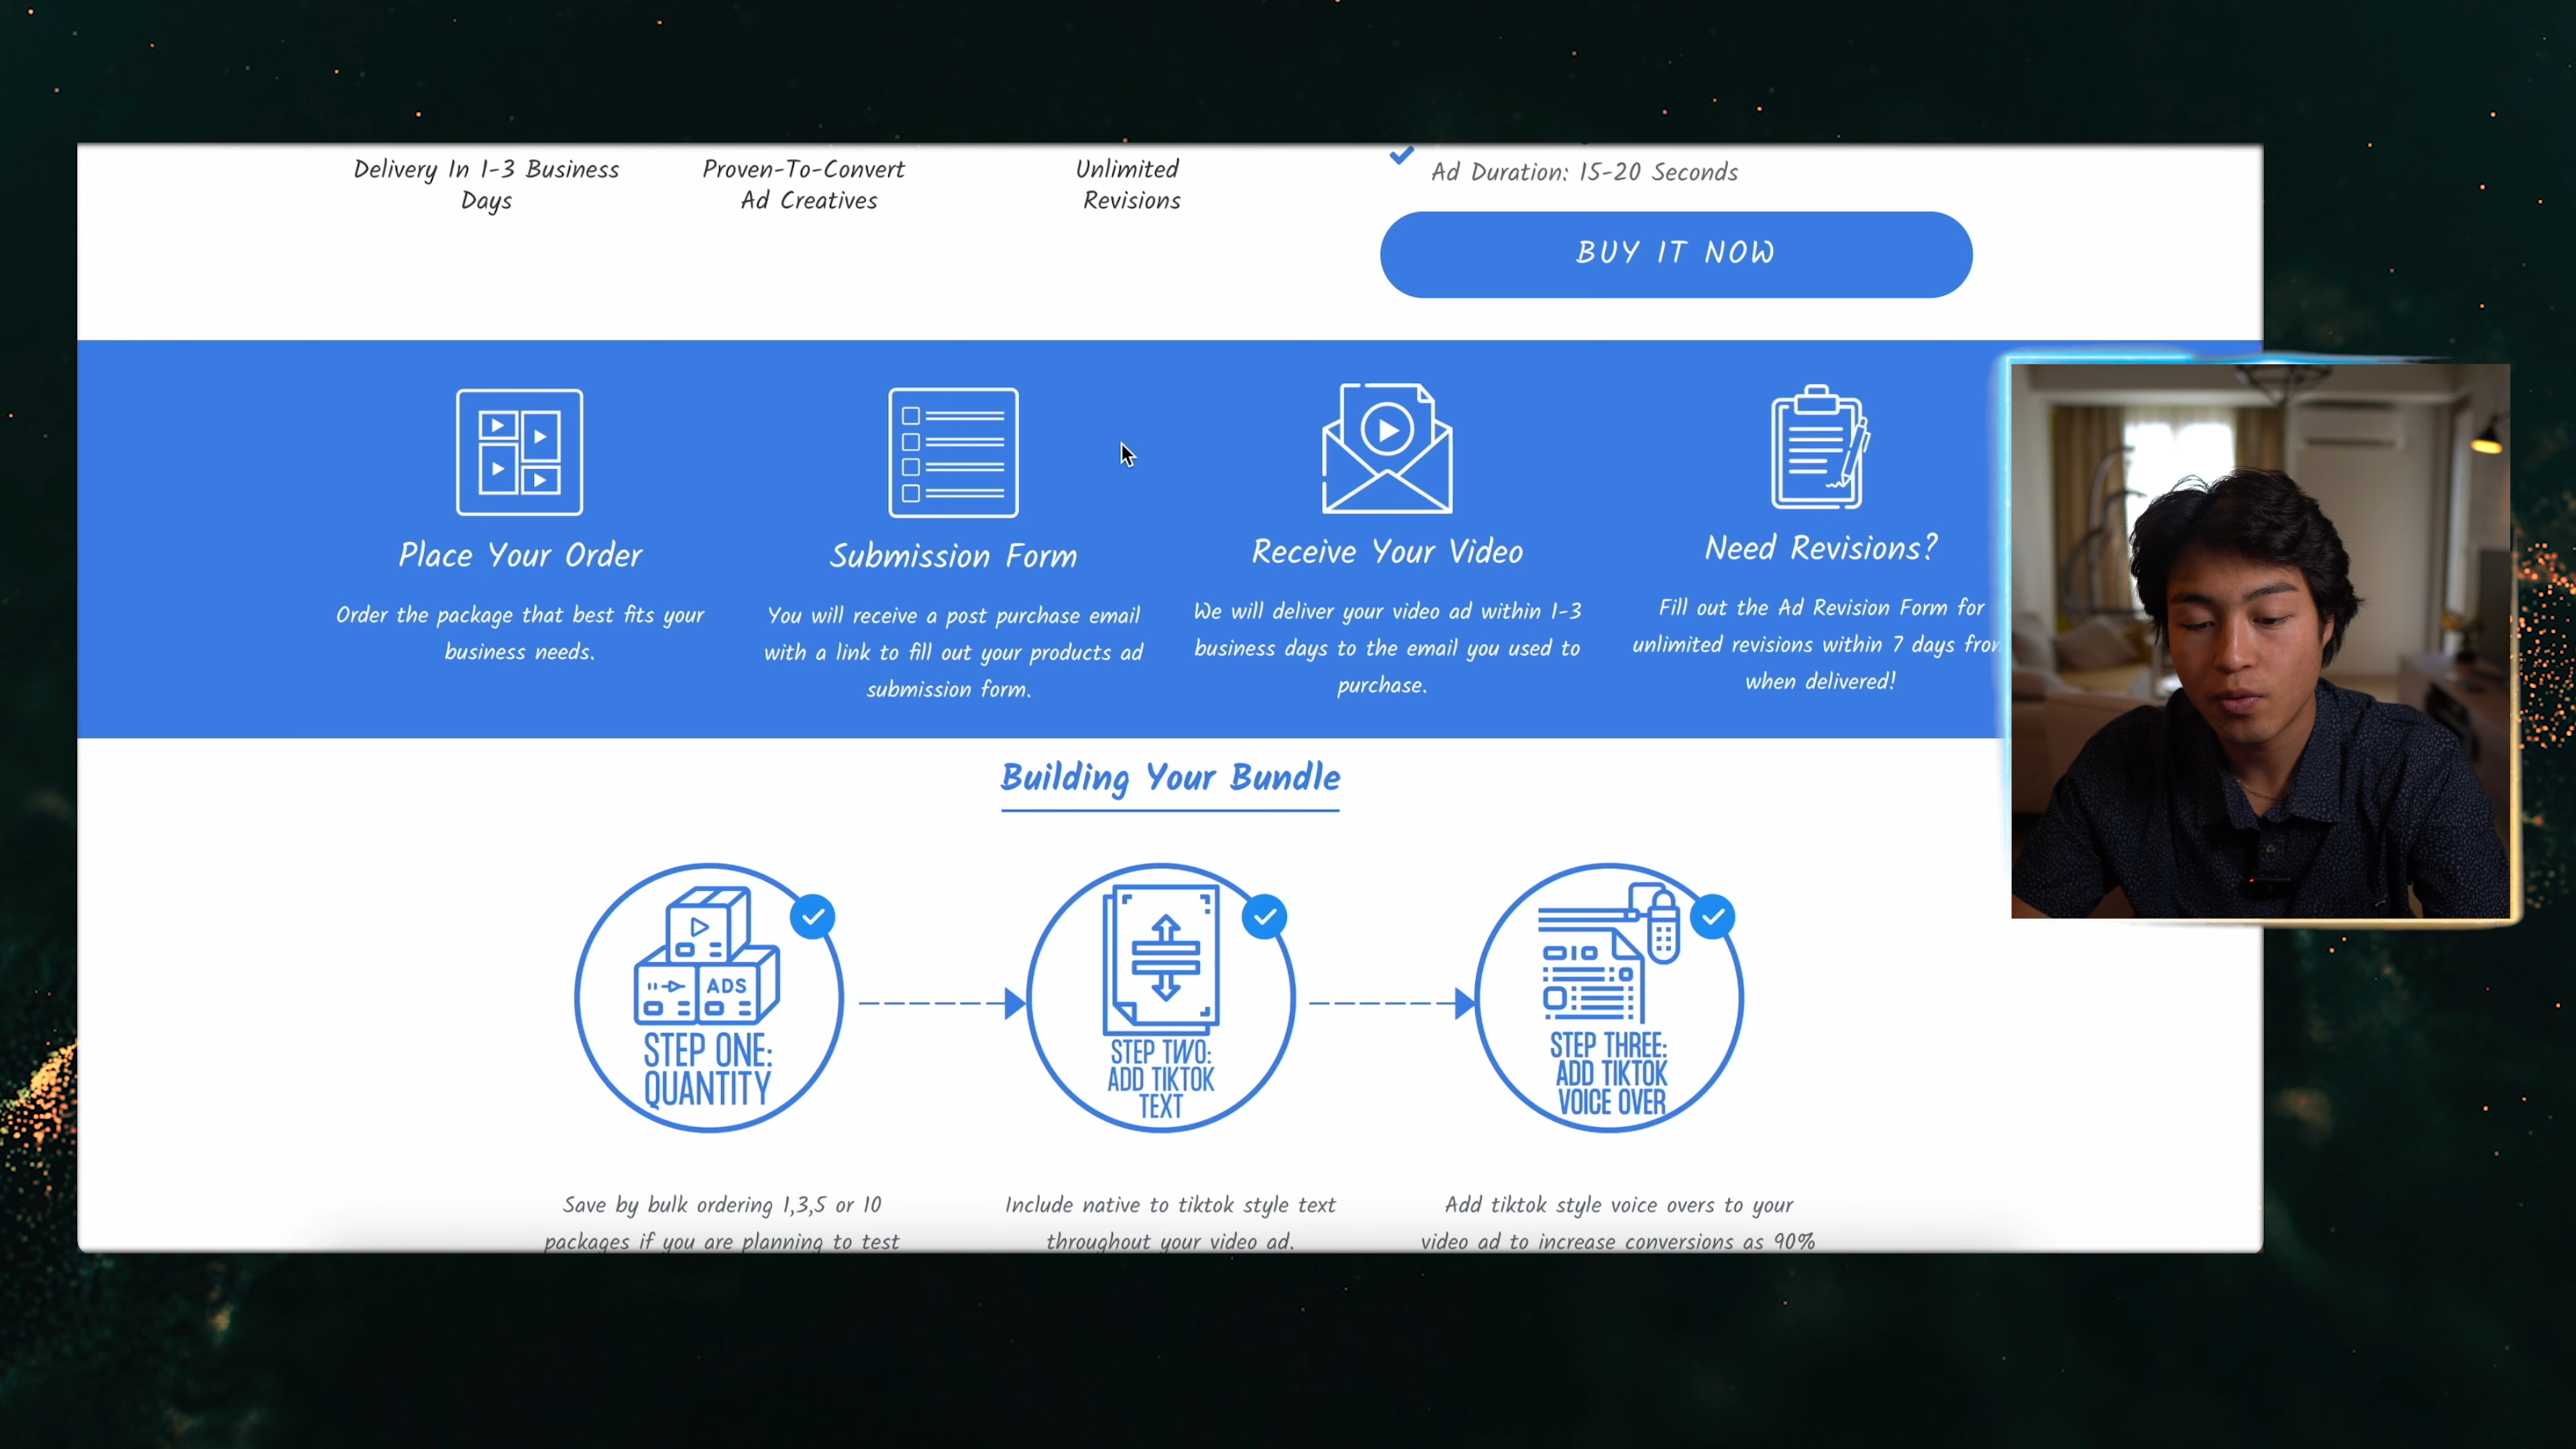 Delivery In 1-3 Business
Days
Proven-To-Convert
Ad Creatives
Unlimited
Revisions
Ad Duration: 15-20 Seconds
BUY IT NOW
Place Your Order
Order the package that best fits your
business needs.
Submission Form
You will receive a post purchase email
with a link to fill out your products ad
submission form.
Receive Your Video
We will deliver your video ad within 1-3
business days to the email you used to
purchase.
Need Revisions?
Fill out the Ad Revision Form for
unlimited revisions within 7 days from
when delivered!
Building Your Bundle
ADS
STEP ONE:
QUANTITY
STEP TWO:
ADD TIKTOK
TEXT
STEP THREE:
ADD TIKTOK
VOICE OVER
Save by bulk ordering 1,3,5 or 10
packages if you are planning to test
Include native to tiktok style text
throughout your video ad.
Add tiktok style voice overs to your
video ad to increase conversions as 90%